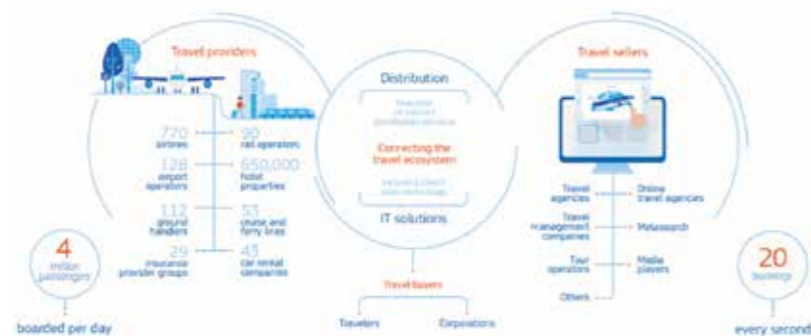 Travel providers
770
airlines
90
rail operators
128
airport
operators
650,000
hotel
properties
112
ground
handlers
53
cruise and
ferry lines
29
insurance
provider groups
43
car rental
companies
4
million
passengers
boarded per day
Distribution
Connecting the
travel ecosystem
IT solutions
Travel buyers
Travelers
Corporations
Travel sellers
Travel
agencies
Online
travel agencies
Travel
management
companies
Metasearch
Tour
operators
Media
players
Others
20
bookings
every second